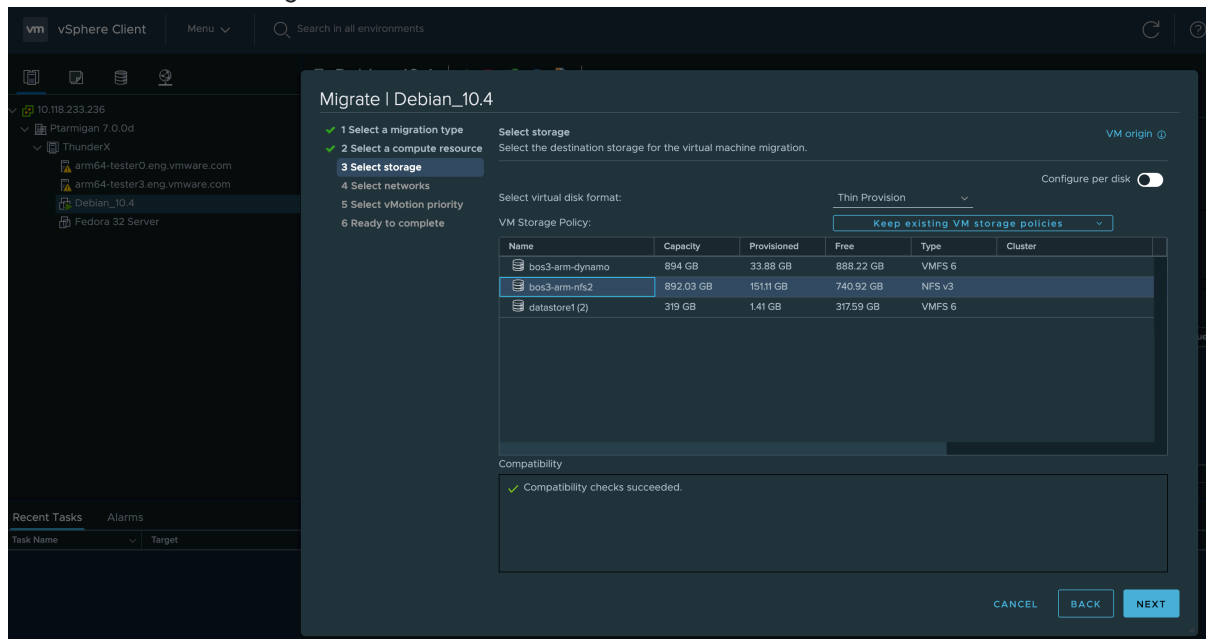 vm vSphere Client Menu Search in all environments
10.118.233.236
Ptarmigan 7.0.0d
ThunderX
arm64-tester0.eng.vmware.com
arm64-tester3.eng.vmware.com
Debian_10.4
Fedora 32 Server
Migrate | Debian_10.4
1 Select a migration type
2 Select a compute resource
3 Select storage
4 Select networks
5 Select vMotion priority
6 Ready to complete
Select storage
VM origin
Select the destination storage for the virtual machine migration.
Configure per disk
Select virtual disk format: Thin Provision
VM Storage Policy: Keep existing VM storage policies
Name Capacity Provisioned Free Type Cluster
bos3-arm-dynamo 894 GB 33.88 GB 888.22 GB VMFS 6
bos3-arm-nfs2 892.03 GB 151.11 GB 740.92 GB NFS v3
datastore1 (2) 319 GB 1.41 GB 317.59 GB VMFS 6
Compatibility
Compatibility checks succeeded.
CANCEL BACK NEXT
Recent Tasks Alarms
Task Name Target